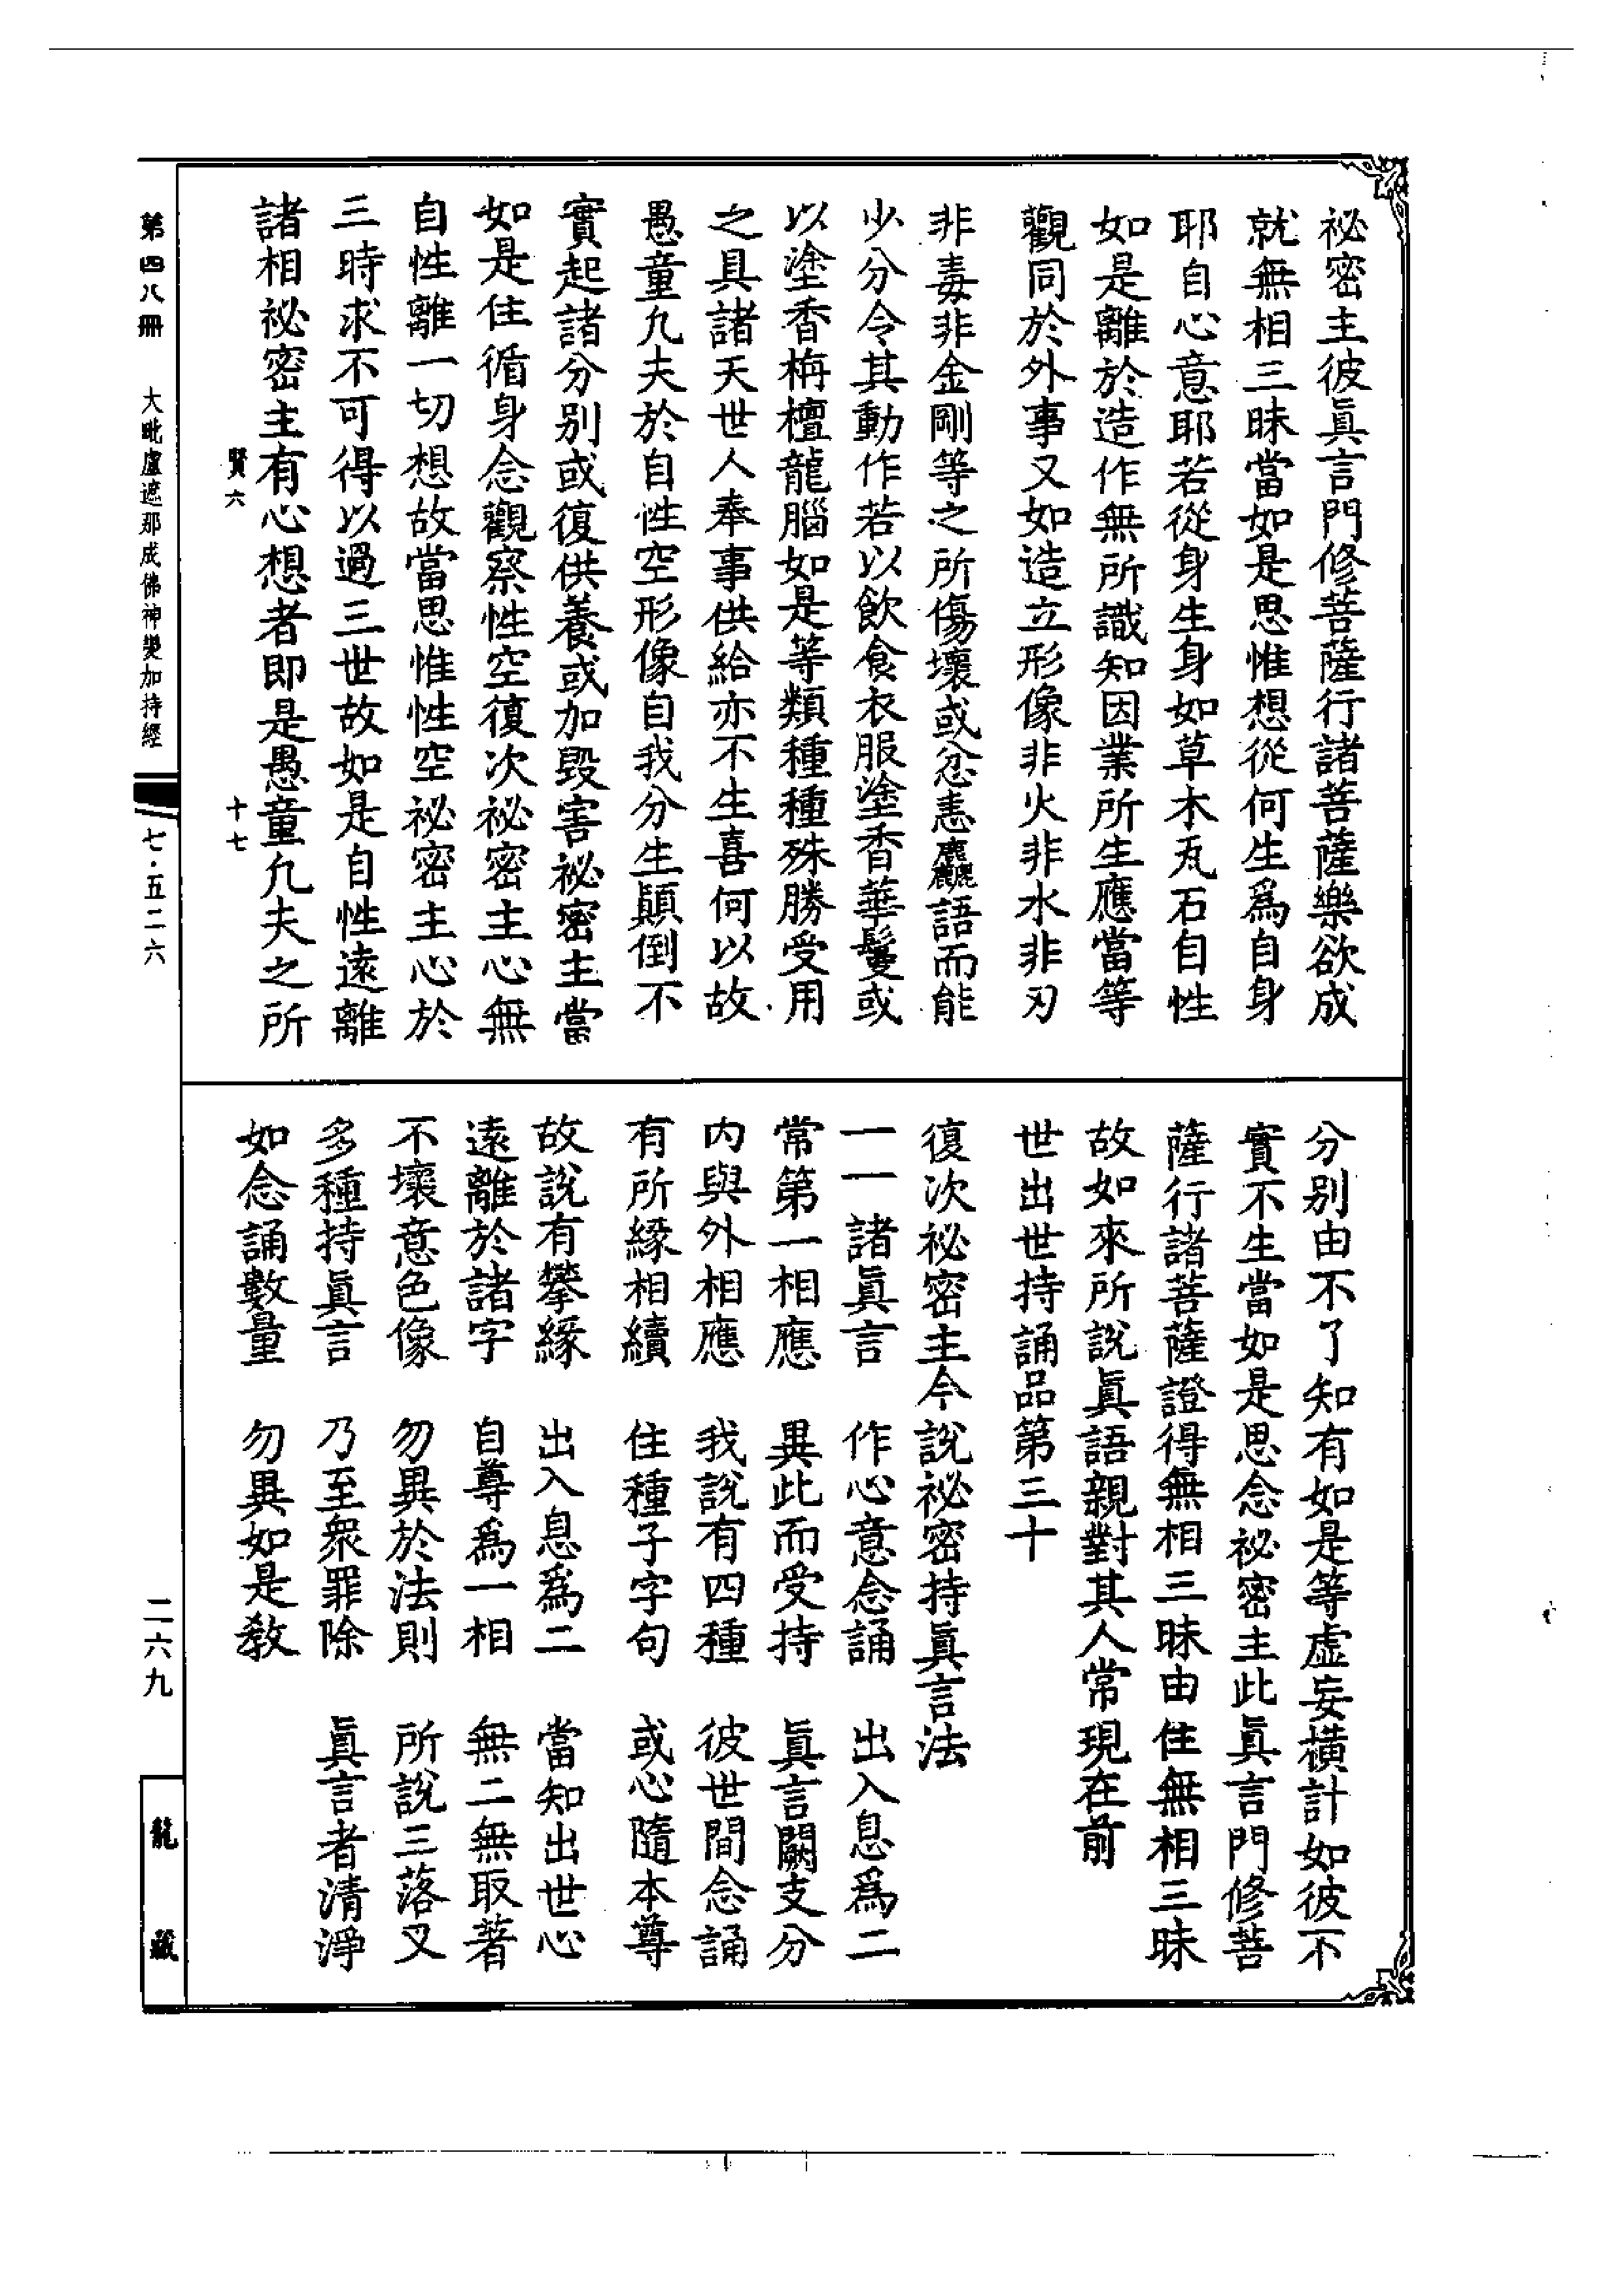 祕密主彼眞言門修菩薩行諸菩薩樂欲成
就無相三昧當如是思惟想從何生爲自身
耶自心意耶若從身生身如草木瓦石自性
如是離於造作無所識知因業所生應當等
觀同於外事又如造立形像非火非水非刃
非毒非金剛等之所傷壞或忿恚麤語而能
少分令其動作若以飲食衣服塗香華鬘或
以塗香栴檀龍腦如是等類種種殊勝受用
之具諸天世人奉事供給亦不生喜何以故
愚童凡夫於自性空形像自我分生顚倒不
實起諸分別或復供養或加毀害祕密主當
如是住循身念觀察性空復次祕密主心無
自性離一切想故當思惟性空祕密主心於
三時求不可得以過三世故如是自性遠離
諸相祕密主有心想者即是愚童凡夫之所
賢六 十七
分別由不了知有如是等虛妄橫計如彼不
實不生當如是思念祕密主此眞言門修菩
薩行諸菩薩證得無相三昧由住無相三昧
故如來所說眞語親對其人常現在前
世出世持誦品第三十
復次祕密主今說祕密持眞言法
一一諸眞言 作心意念誦 出入息爲二
常第一相應 異此而受持 眞言闕支分
内與外相應 我說有四種 彼世間念誦
有所緣相續 住種子字句 或心隨本尊
故說有攀緣 出入息爲二 當知出世心
遠離於諸字 自尊爲一相 無二無取著
不壞意色像 勿異於法則 所說三落叉
多種持眞言 乃至衆罪除 眞言者清淨
如念誦數量 勿異如是教
第四八冊 大毗盧遮那成佛神變加持經 七·五二六 二六九 龍藏